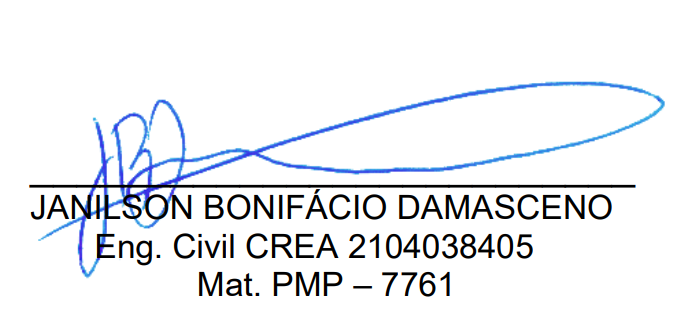 JANILSON BONIFÁCIO DAMASCENO
Eng. Civil CREA 2104038405
Mat. PMP – 7761